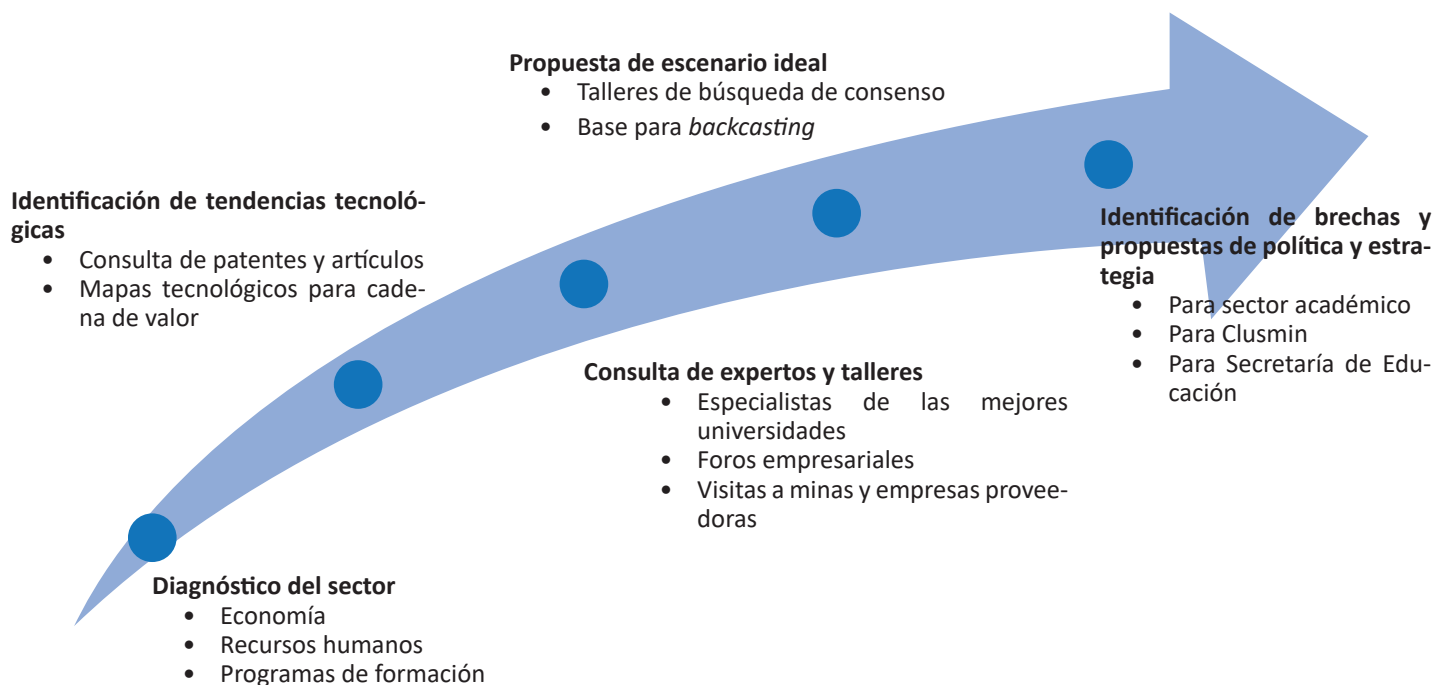 Propuesta de escenario ideal
• Talleres de búsqueda de consenso
• Base para backcasting
Identificación de tendencias tecnoló-
gicas
• Consulta de patentes y artículos
• Mapas tecnológicos para cade-
na de valor
Identificación de brechas y
propuestas de política y estra-
tegia
• Para sector académico
• Para Clusmin
• Para Secretaría de Edu-
cación
Consulta de expertos y talleres
• Especialistas de las mejores
universidades
• Foros empresariales
• Visitas a minas y empresas provee-
doras
Diagnóstico del sector
• Economía
• Recursos humanos
• Programas de formación